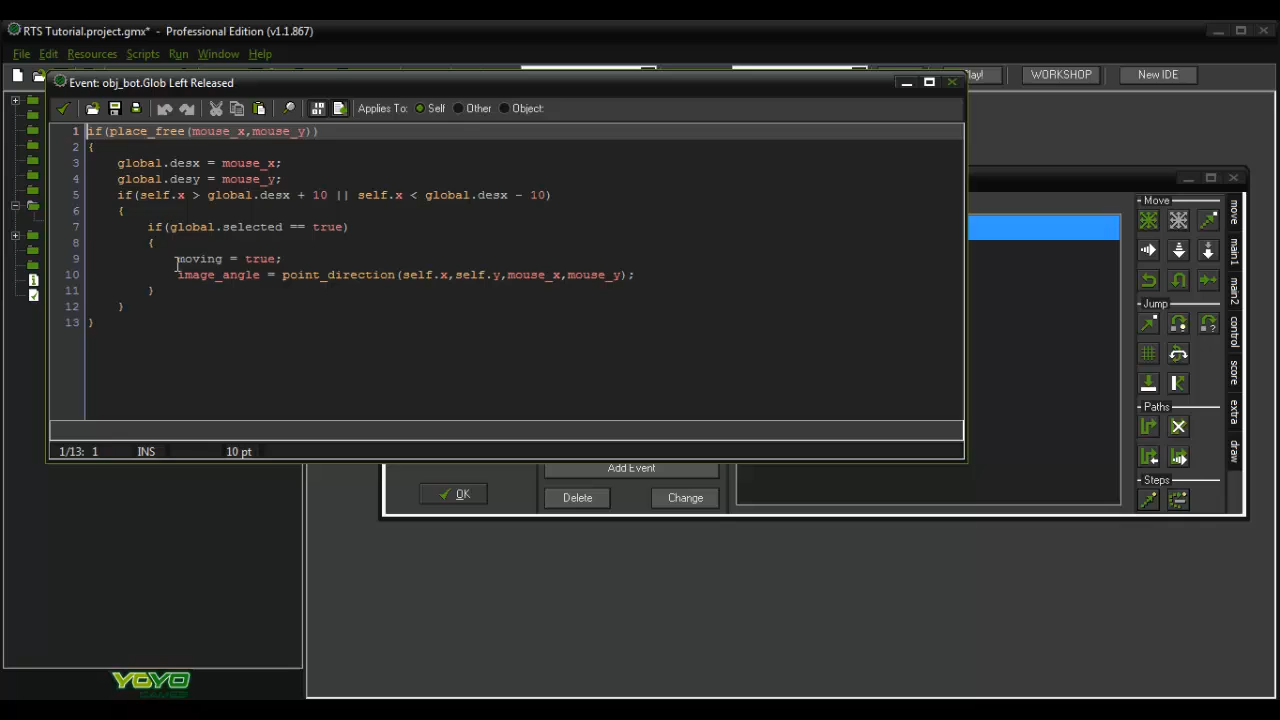 RTS Tutorial.project.gmx* - Professional Edition (v1.1.867)
File Edit Resources Scripts Run Window Help
WORKSHOP
New IDE
Event: obj_bot.Glob Left Released
Applies To: Self Other Object:
1 if(place_free(mouse_x,mouse_y))
2 {
3 global.desx = mouse_x;
4 global.desy = mouse_y;
5 if(self.x > global.desx + 10 || self.x < global.desx - 10)
6 {
7 if(global.selected == true)
8 {
9 moving = true;
10 image_angle = point_direction(self.x,self.y,mouse_x,mouse_y);
11 }
12 }
13 }
1/13: 1 INS 10 pt
Add Event
OK
Delete
Change
Move
Jump
Paths
Steps
move
main1
main2
control
score
extra
draw
YOYO
GAMES